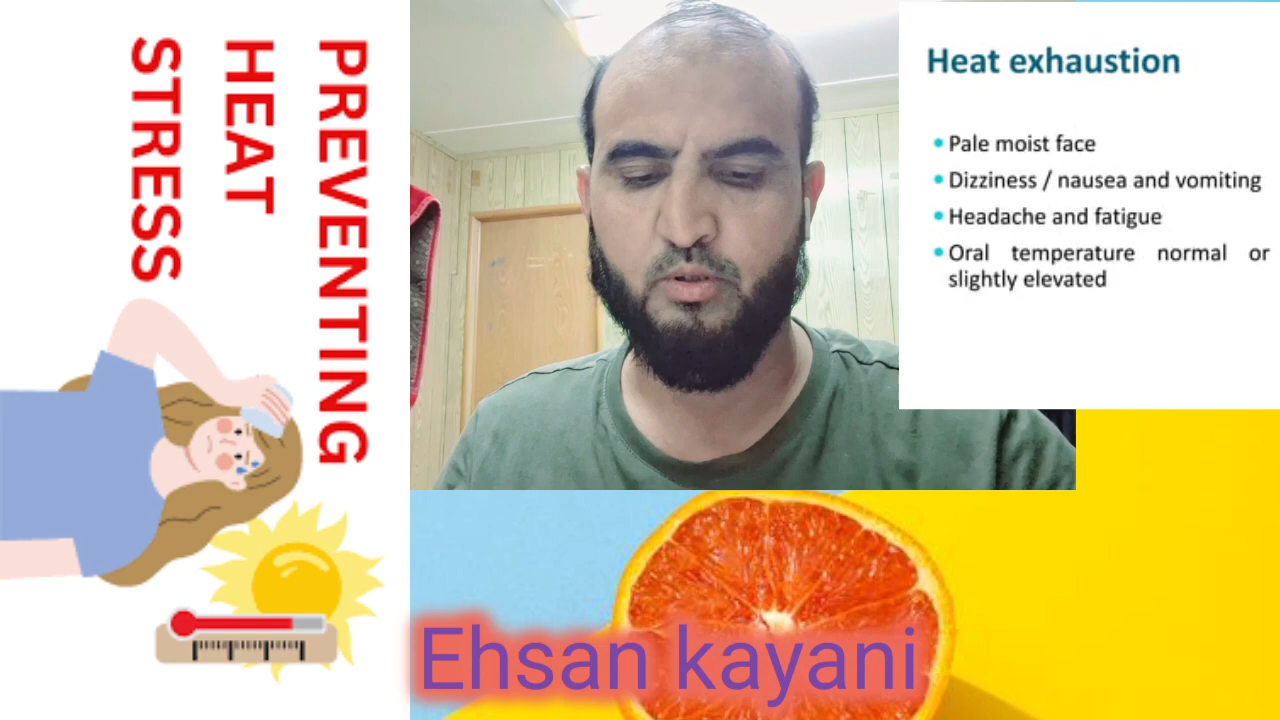 PREVENTING
HEAT
STRESS
Heat exhaustion
• Pale moist face
• Dizziness / nausea and vomiting
• Headache and fatigue
• Oral temperature normal or
slightly elevated
Ehsan kayani